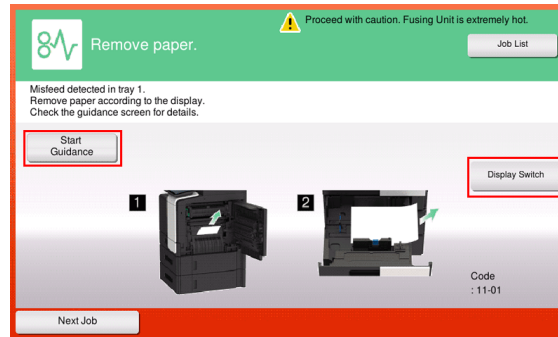 Proceed with caution. Fusing Unit is extremely hot.
Remove paper.
Job List
Misfeed detected in tray 1.
Remove paper according to the display.
Check the guidance screen for details.
Start
Guidance
Display Switch
1
2
Code
: 11-01
Next Job